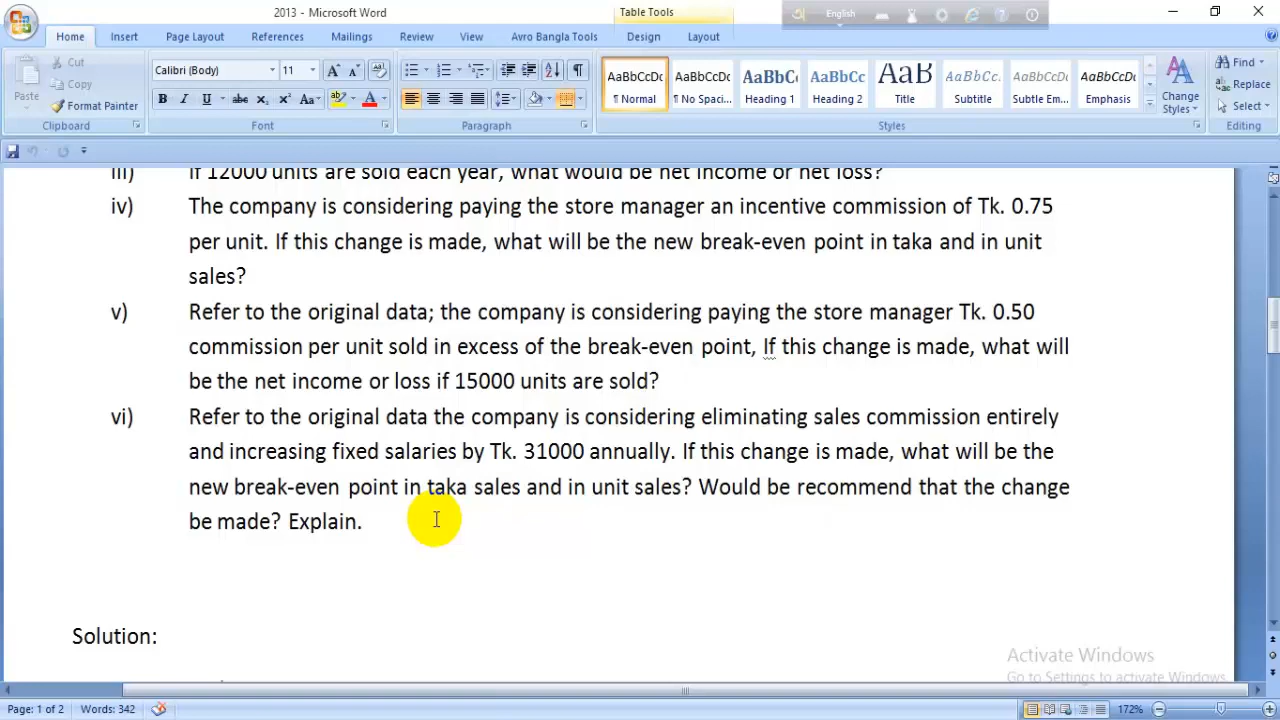 2013 - Microsoft Word
Table Tools
English
Home Insert Page Layout References Mailings Review View Avro Bangla Tools Design Layout
Paste
Cut
Copy
Format Painter
Clipboard
Calibri (Body) 11
Font
Paragraph
AaBbCcDc AaBbCcDc AaBbC AaBbCc AaB AaBbCc. AaBbCcDc AaBbCcDc
¶ Normal ¶ No Spaci... Heading 1 Heading 2 Title Subtitle Subtle Em... Emphasis
Styles
Change Styles
Find
Replace
Select
Editing
iii) If 12000 units are sold each year, what would be net income or net loss?
iv) The company is considering paying the store manager an incentive commission of Tk. 0.75
per unit. If this change is made, what will be the new break-even point in taka and in unit
sales?
v) Refer to the original data; the company is considering paying the store manager Tk. 0.50
commission per unit sold in excess of the break-even point, If this change is made, what will
be the net income or loss if 15000 units are sold?
vi) Refer to the original data the company is considering eliminating sales commission entirely
and increasing fixed salaries by Tk. 31000 annually. If this change is made, what will be the
new break-even point in taka sales and in unit sales? Would be recommend that the change
be made? Explain.
Solution:
Activate Windows
Go to Settings to activate Windows.
Page: 1 of 2 Words: 342 172%